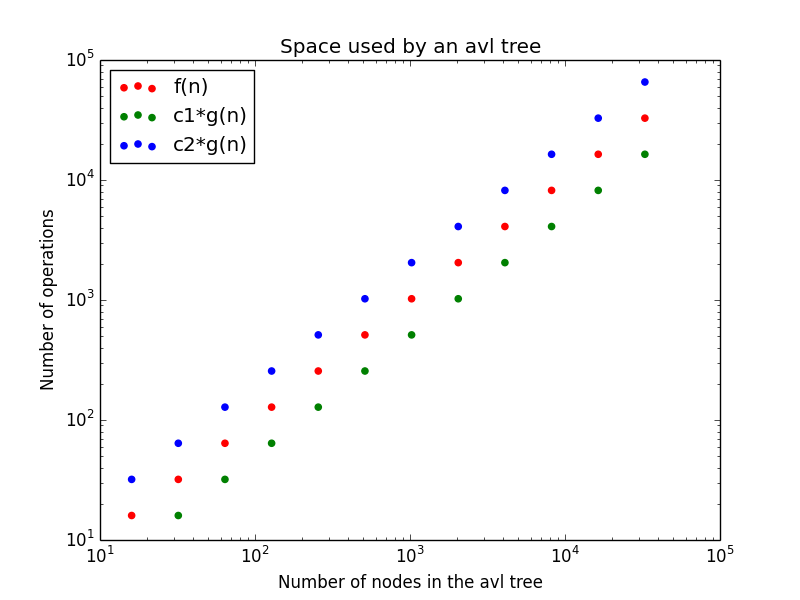 Space used by an avl tree
f(n)
c1*g(n)
c2*g(n)
Number of operations
10^5
10^4
10^3
10^2
10^1
10^1 10^2 10^3 10^4 10^5
Number of nodes in the avl tree